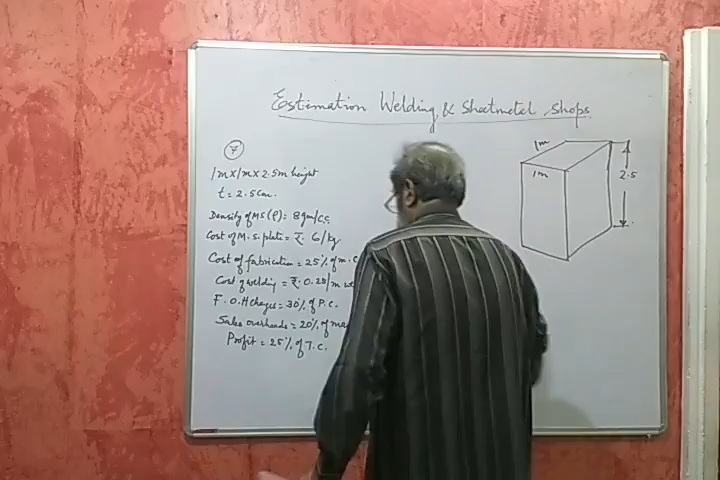 Estimation Welding & Sheetmetal Shops
7
1m x 1m x 2.5m height
t = 2.5cm.
Density of MS (ρ) = 8gm/cc
Cost of M.S. plate = ₹. 6/kg
Cost of fabrication = 25% of m.c
Cost of welding = ₹. 0.28/m we
F.O.H Charges = 30% of P.C.
Sales overheads = 20% of
Profit = 25% of T.C.
1m
1m
2.5